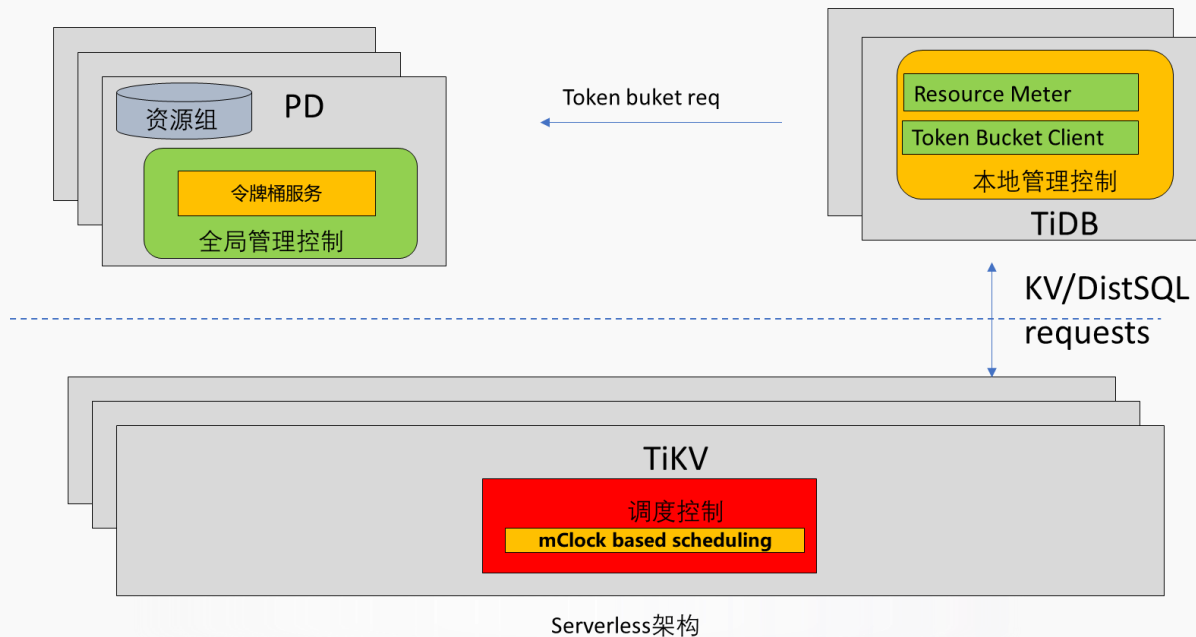 PD
资源组
令牌桶服务
全局管理控制
Token buket req
Resource Meter
Token Bucket Client
本地管理控制
TiDB
KV/DistSQL
requests
TiKV
调度控制
mClock based scheduling
Serverless架构